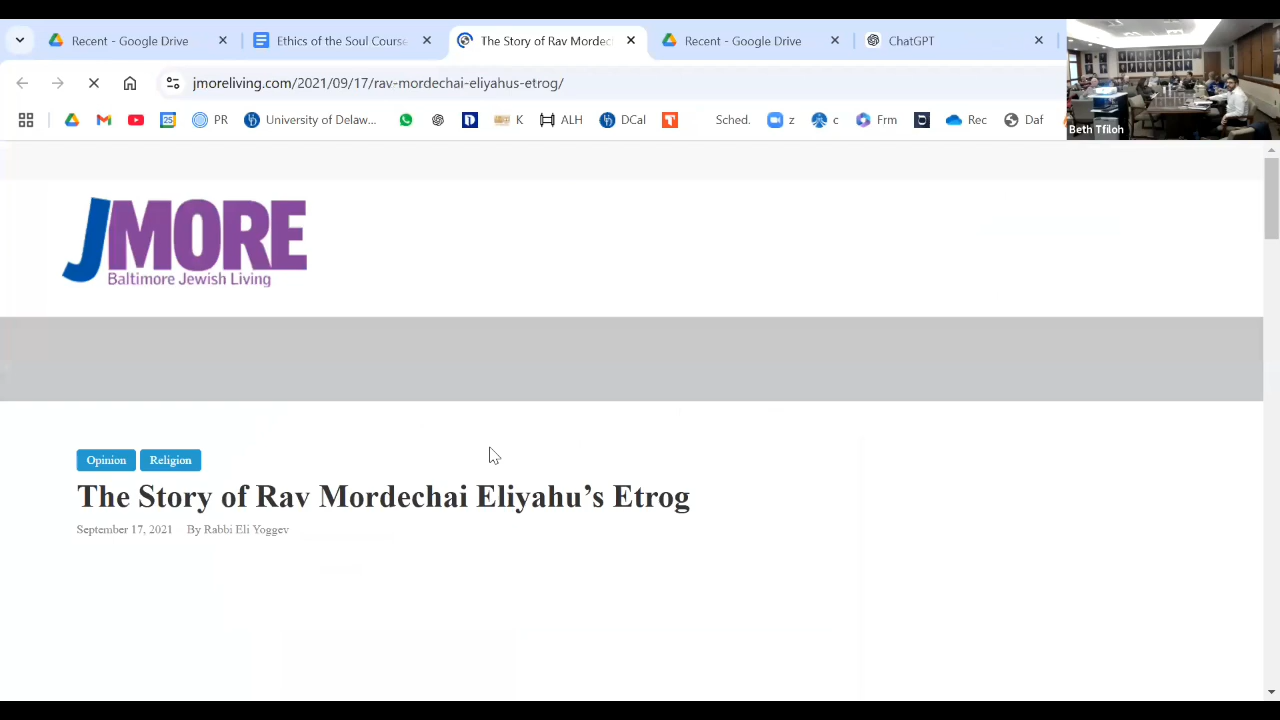 Recent - Google Drive
Ethics of the Soul Cours
The Story of Rav Mordec
Recent - Google Drive
ChatGPT
jmoreliving.com/2021/09/17/rav-mordechai-eliyahus-etrog/
25 PR University of Delaw... K ALH DCal Sched. z c Frm Rec Daf
Beth Tfiloh
JMORE
Baltimore Jewish Living
Opinion Religion
The Story of Rav Mordechai Eliyahu’s Etrog
September 17, 2021 By Rabbi Eli Yoggev